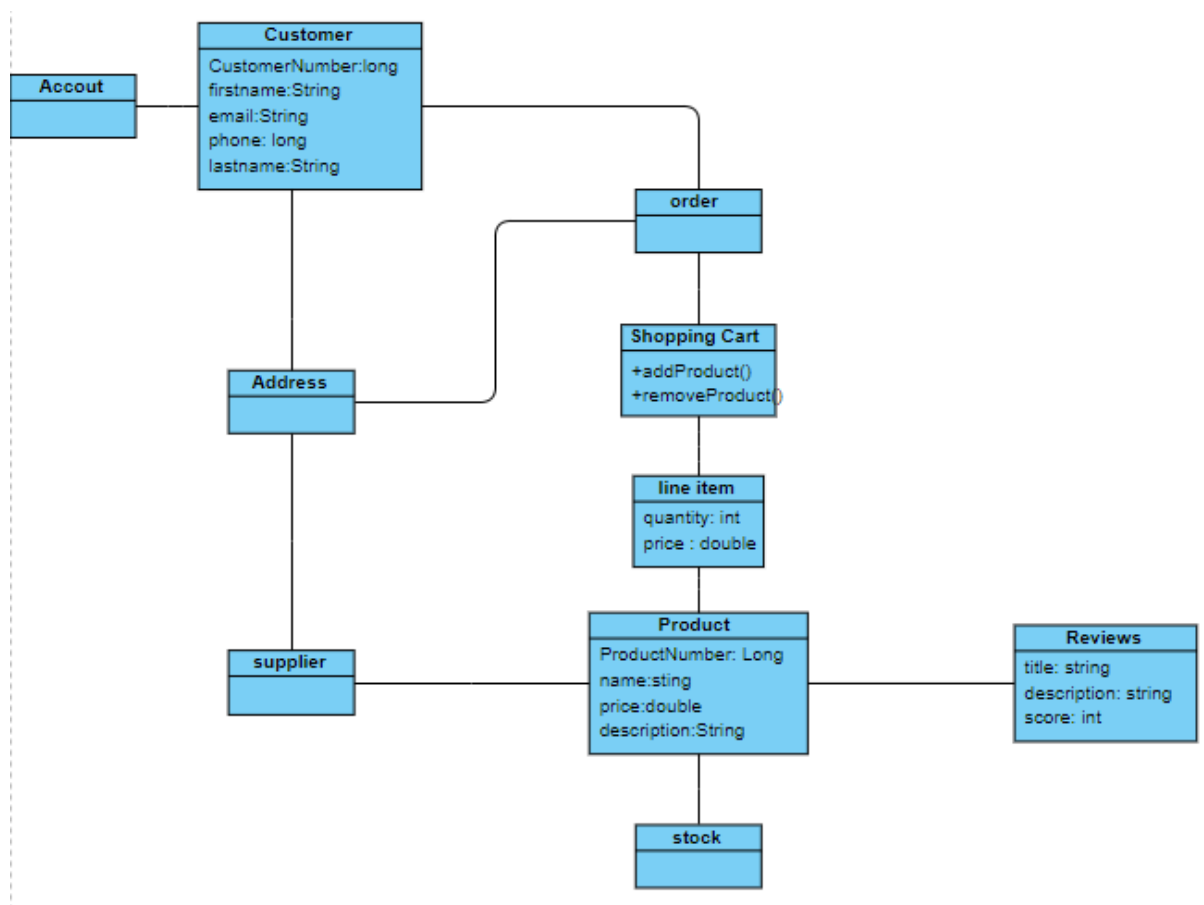 Customer
CustomerNumber:long
firstname:String
email:String
phone: long
lastname:String
Accout
order
Shopping Cart
+addProduct()
+removeProduct()
Address
line item
quantity: int
price : double
Product
ProductNumber: Long
name:sting
price:double
description:String
Reviews
title: string
description: string
score: int
supplier
stock